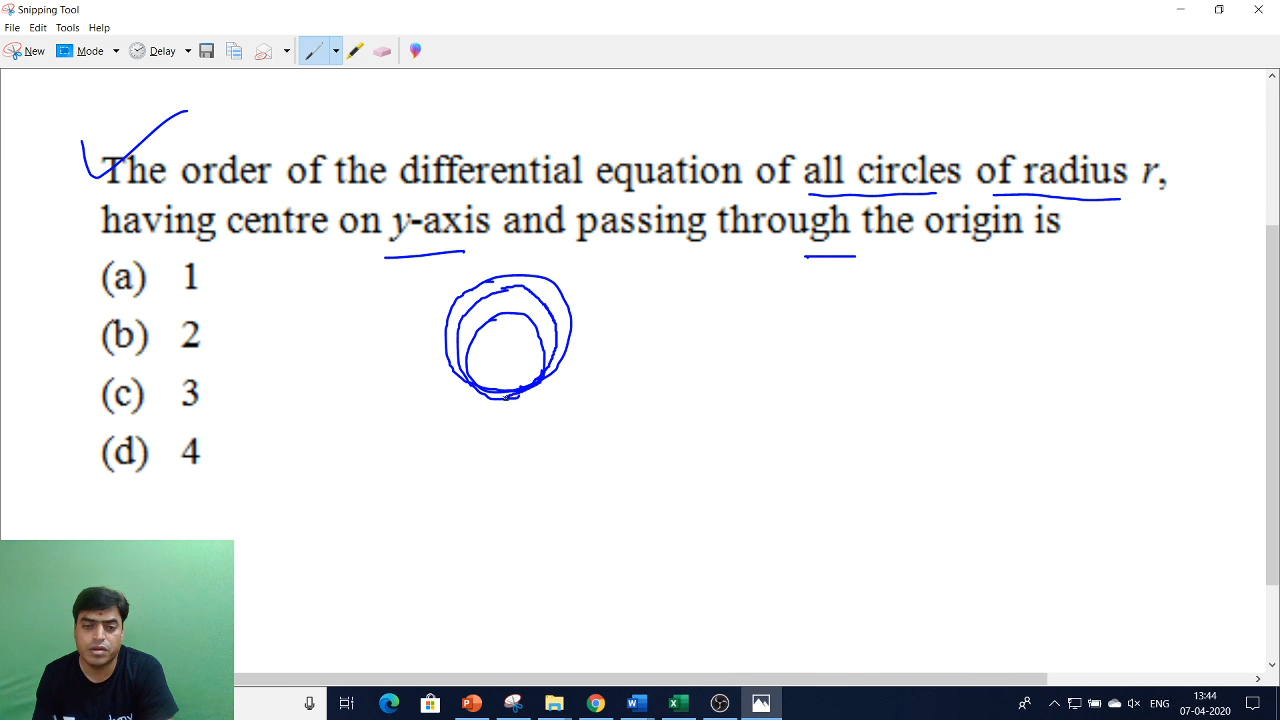 Snipping Tool
File Edit Tools Help
New Mode Delay
The order of the differential equation of all circles of radius r,
having centre on y-axis and passing through the origin is
(a) 1
(b) 2
(c) 3
(d) 4
ENG
13:44
07-04-2020